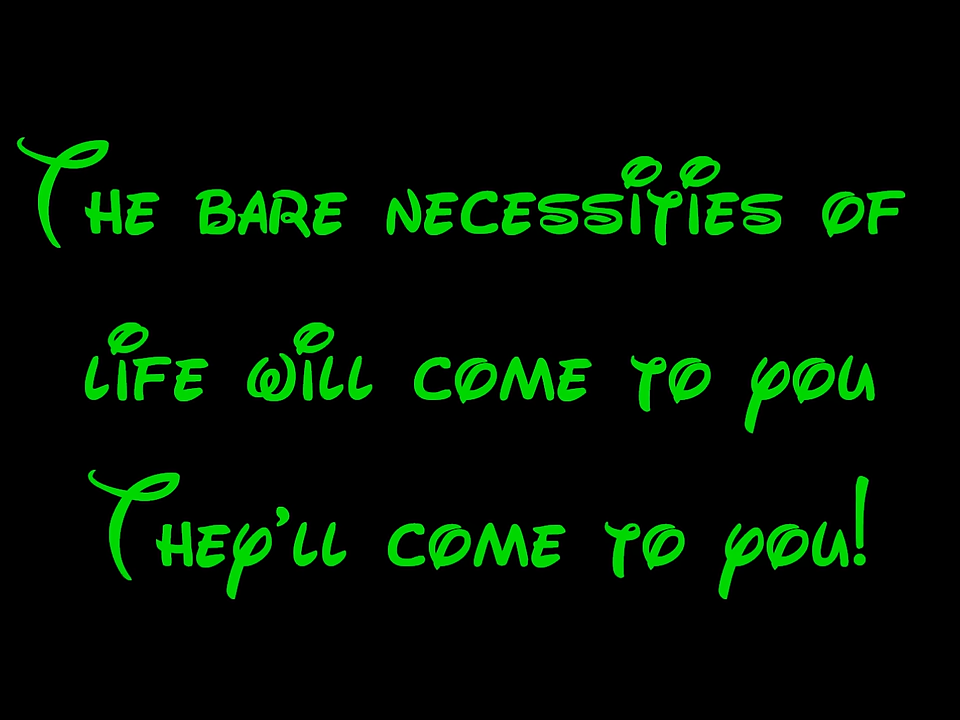 The bare necessities of
life will come to you
They'll come to you!